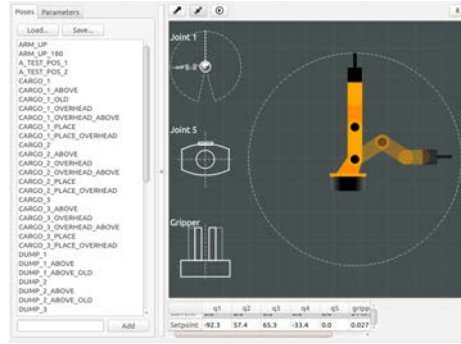 Poses
Parameters
Load...
Save...
ARM_UP
ARM_UP_180
A_TEST_POS_1
A_TEST_POS_2
CARGO_1
CARGO_1_ABOVE
CARGO_1_OLD
CARGO_1_OVERHEAD
CARGO_1_OVERHEAD_ABOVE
CARGO_1_PLACE
CARGO_1_PLACE_OVERHEAD
CARGO_2
CARGO_2_ABOVE
CARGO_2_OVERHEAD
CARGO_2_OVERHEAD_ABOVE
CARGO_2_PLACE
CARGO_2_PLACE_OVERHEAD
CARGO_3
CARGO_3_ABOVE
CARGO_3_OVERHEAD
CARGO_3_OVERHEAD_ABOVE
CARGO_3_PLACE
CARGO_3_PLACE_OVERHEAD
DUMP_1
DUMP_1_ABOVE
DUMP_1_ABOVE_OLD
DUMP_2
DUMP_2_ABOVE
DUMP_2_ABOVE_OLD
DUMP_3
Add
Joint 1
Joint 5
Gripper
q1 q2 q3 q4 q5 gripp
Setpoint -92.3 57.4 65.3 -33.4 0.0 0.027